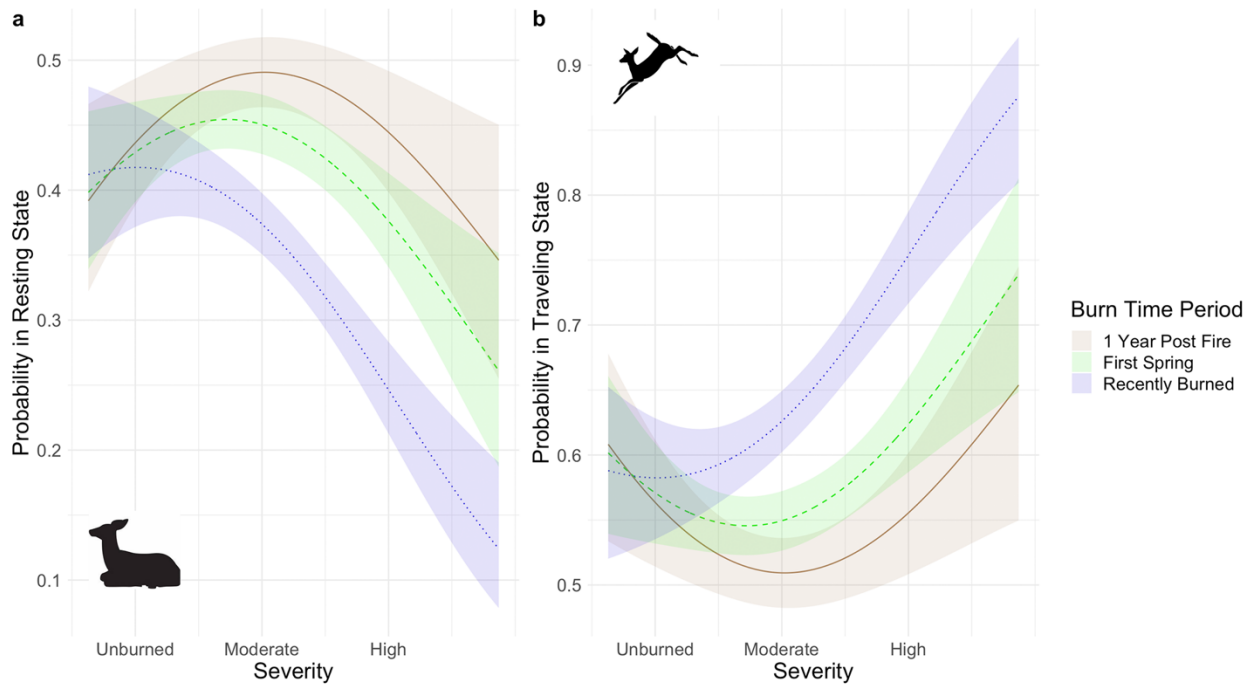 a
0.5
0.4
0.3
0.2
0.1
Probability in Resting State
Unburned Moderate High
Severity
b
0.9
0.8
0.7
0.6
0.5
Probability in Traveling State
Unburned Moderate High
Severity
Burn Time Period
1 Year Post Fire
First Spring
Recently Burned